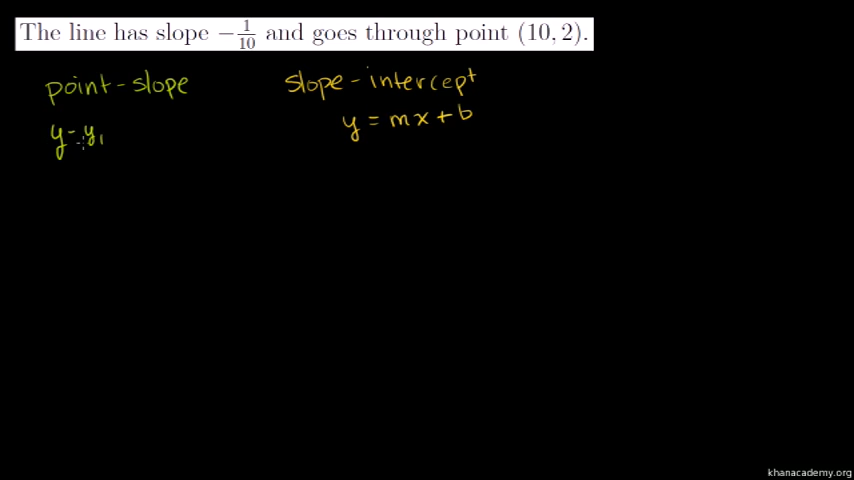 The line has slope −1/10 and goes through point (10, 2).
point-slope slope-intercept
y-y₁ y = mx + b
khanacademy.org